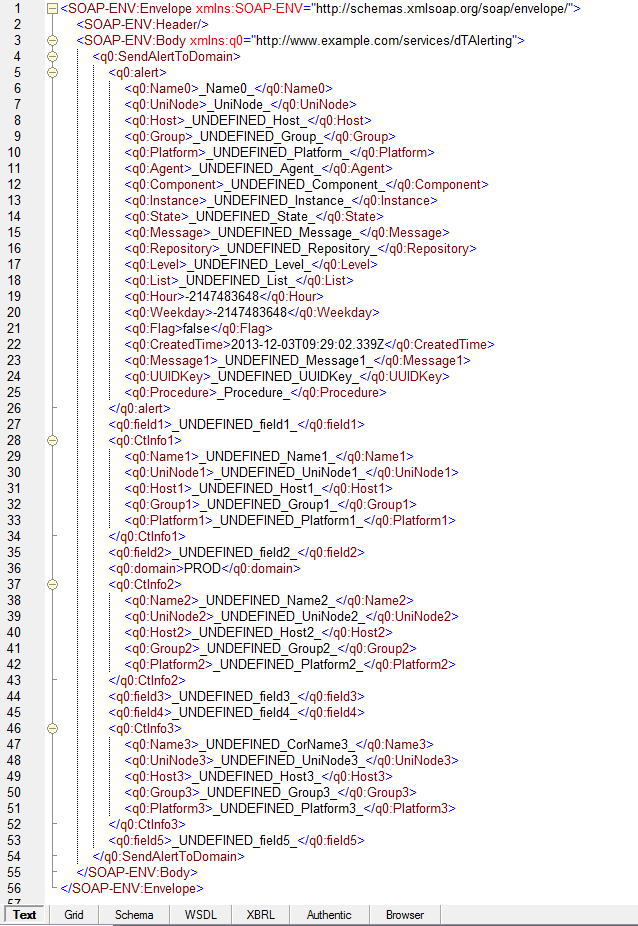 1 <SOAP-ENV:Envelope xmlns:SOAP-ENV="http://schemas.xmlsoap.org/soap/envelope/">
2 <SOAP-ENV:Header/>
3 <SOAP-ENV:Body xmlns:q0="http://www.example.com/services/dTAlerting">
4 <q0:SendAlertToDomain>
5 <q0:alert>
6 <q0:Name0>_Name0_</q0:Name0>
7 <q0:UniNode>_UniNode_</q0:UniNode>
8 <q0:Host>_UNDEFINED_Host_</q0:Host>
9 <q0:Group>_UNDEFINED_Group_</q0:Group>
10 <q0:Platform>_UNDEFINED_Platform_</q0:Platform>
11 <q0:Agent>_UNDEFINED_Agent_</q0:Agent>
12 <q0:Component>_UNDEFINED_Component_</q0:Component>
13 <q0:Instance>_UNDEFINED_Instance_</q0:Instance>
14 <q0:State>_UNDEFINED_State_</q0:State>
15 <q0:Message>_UNDEFINED_Message_</q0:Message>
16 <q0:Repository>_UNDEFINED_Repository_</q0:Repository>
17 <q0:Level>_UNDEFINED_Level_</q0:Level>
18 <q0:List>_UNDEFINED_List_</q0:List>
19 <q0:Hour>-2147483648</q0:Hour>
20 <q0:Weekday>-2147483648</q0:Weekday>
21 <q0:Flag>false</q0:Flag>
22 <q0:CreatedTime>2013-12-03T09:29:02.339Z</q0:CreatedTime>
23 <q0:Message1>_UNDEFINED_Message1_</q0:Message1>
24 <q0:UUIDKey>_UNDEFINED_UUIDKey_</q0:UUIDKey>
25 <q0:Procedure>_Procedure_</q0:Procedure>
26 </q0:alert>
27 <q0:field1>_UNDEFINED_field1_</q0:field1>
28 <q0:CtInfo1>
29 <q0:Name1>_UNDEFINED_Name1_</q0:Name1>
30 <q0:UniNode1>_UNDEFINED_UniNode1_</q0:UniNode1>
31 <q0:Host1>_UNDEFINED_Host1_</q0:Host1>
32 <q0:Group1>_UNDEFINED_Group1_</q0:Group1>
33 <q0:Platform1>_UNDEFINED_Platform1_</q0:Platform1>
34 </q0:CtInfo1>
35 <q0:field2>_UNDEFINED_field2_</q0:field2>
36 <q0:domain>PROD</q0:domain>
37 <q0:CtInfo2>
38 <q0:Name2>_UNDEFINED_Name2_</q0:Name2>
39 <q0:UniNode2>_UNDEFINED_UniNode2_</q0:UniNode2>
40 <q0:Host2>_UNDEFINED_Host2_</q0:Host2>
41 <q0:Group2>_UNDEFINED_Group2_</q0:Group2>
42 <q0:Platform2>_UNDEFINED_Platform2_</q0:Platform2>
43 </q0:CtInfo2>
44 <q0:field3>_UNDEFINED_field3_</q0:field3>
45 <q0:field4>_UNDEFINED_field4_</q0:field4>
46 <q0:CtInfo3>
47 <q0:Name3>_UNDEFINED_CorName3_</q0:Name3>
48 <q0:UniNode3>_UNDEFINED_UniNode3_</q0:UniNode3>
49 <q0:Host3>_UNDEFINED_Host3_</q0:Host3>
50 <q0:Group3>_UNDEFINED_Group3_</q0:Group3>
51 <q0:Platform3>_UNDEFINED_Platform3_</q0:Platform3>
52 </q0:CtInfo3>
53 <q0:field5>_UNDEFINED_field5_</q0:field5>
54 </q0:SendAlertToDomain>
55 </SOAP-ENV:Body>
56 </SOAP-ENV:Envelope>
57
Text Grid Schema WSDL XBRL Authentic Browser